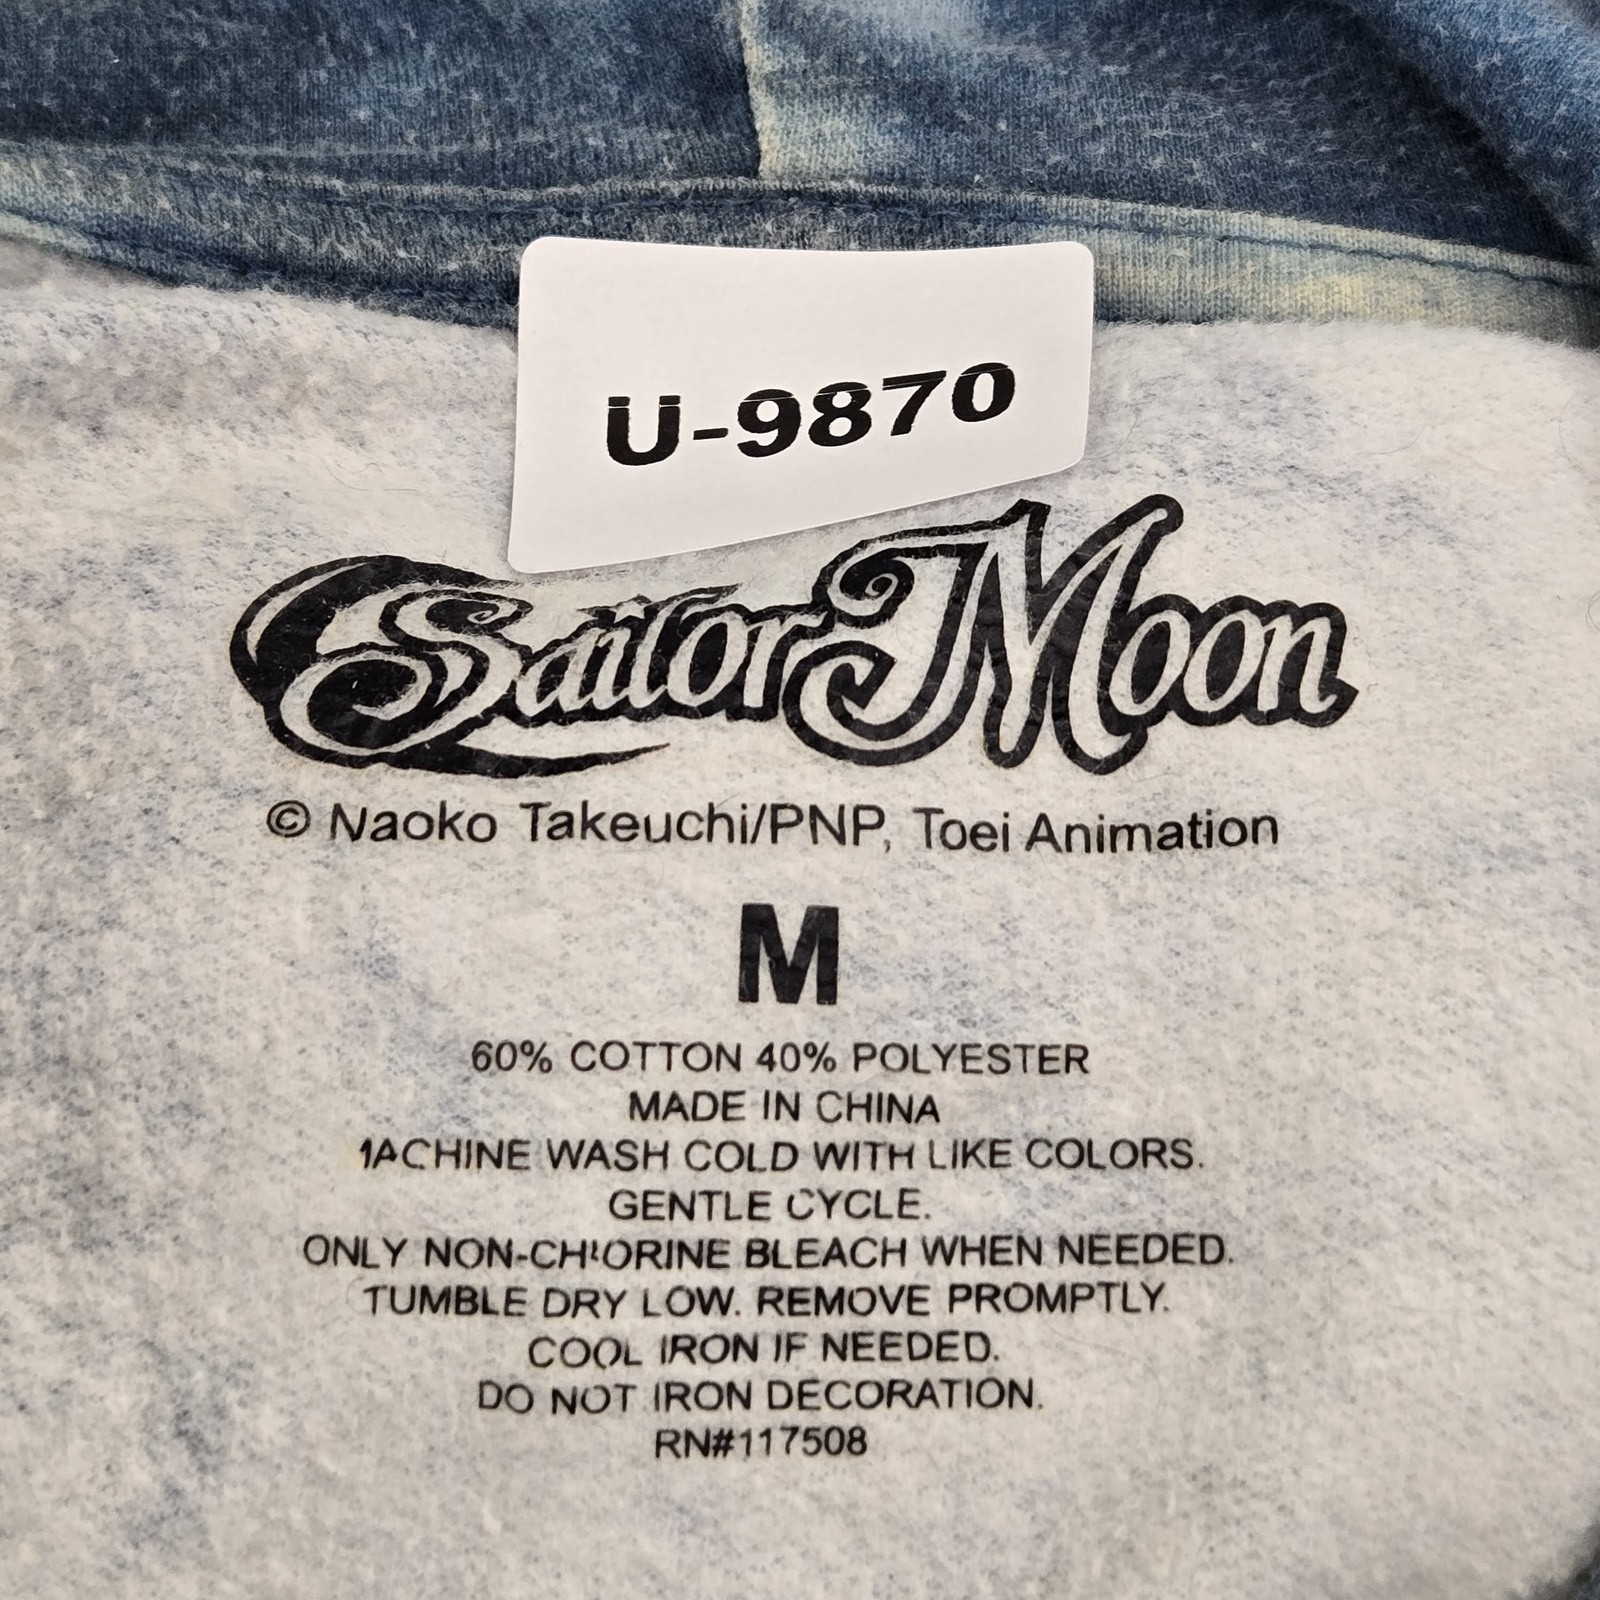 U-9870
Sailor Moon
© Naoko Takeuchi/PNP, Toei Animation
M
60% COTTON 40% POLYESTER
MADE IN CHINA
MACHINE WASH COLD WITH LIKE COLORS.
GENTLE CYCLE.
ONLY NON-CHLORINE BLEACH WHEN NEEDED.
TUMBLE DRY LOW. REMOVE PROMPTLY.
COOL IRON IF NEEDED.
DO NOT IRON DECORATION.
RN#117508